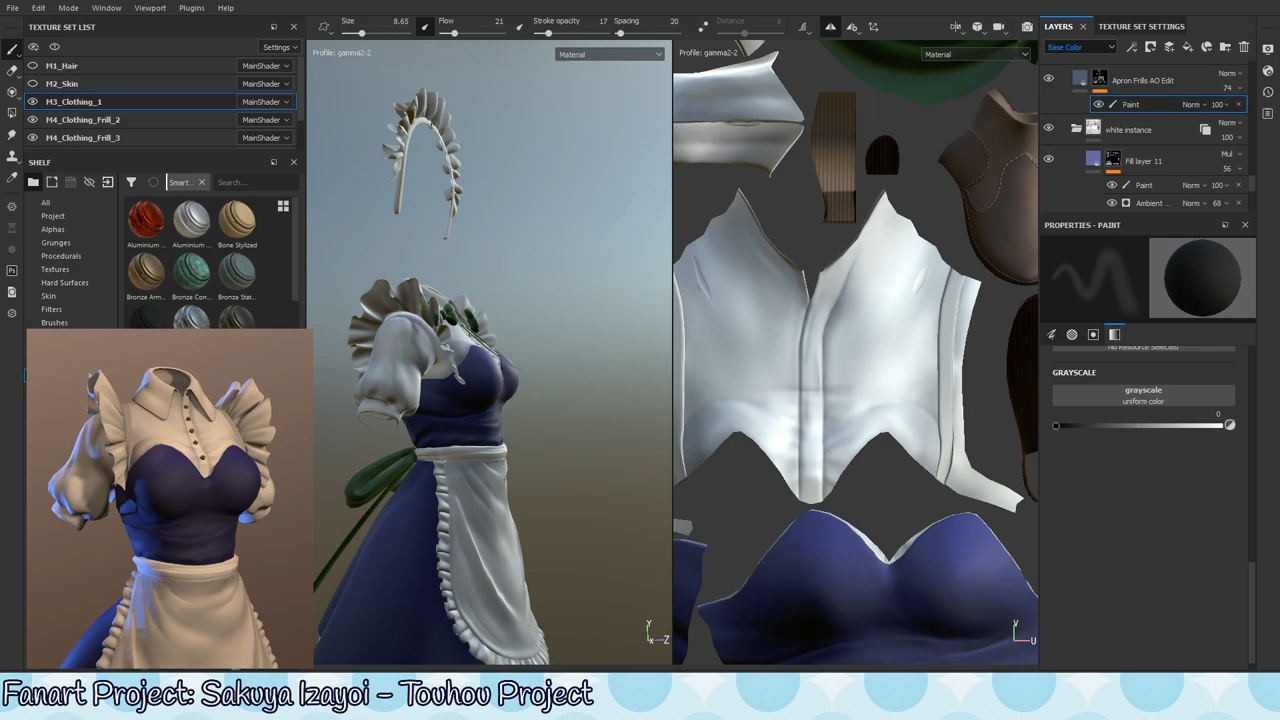 File Edit Mode Window Viewport Plugins Help
TEXTURE SET LIST
Settings
M1_Hair MainShader
M2_Skin MainShader
M3_Clothing_1 MainShader
M4_Clothing_Frill_2 MainShader
M4_Clothing_Frill_3 MainShader
SHELF
Smart... Search...
All
Project
Alphas
Grunges
Procedurals
Textures
Hard Surfaces
Skin
Filters
Brushes
Aluminium ... Aluminium ... Bone Stylized
Bronze Arm... Bronze Corr... Bronze Stat...
Size 8.65 Flow 21 Stroke opacity 17 Spacing 20 Distance 8
Profile: gamma2-2 Material
Profile: gamma2-2 Material
Y
X Z
V
U
LAYERS TEXTURE SET SETTINGS
Base Color
Apron Frills AO Edit Norm
74
Paint Norm 100
white instance Norm
100
Fill layer 11 Mul
56
Paint Norm 100
Ambient ... Norm 68
PROPERTIES - PAINT
No Resource Selected
GRAYSCALE
grayscale
uniform color
0
Ps
Fanart Project: Sakuya Izayoi - Touhou Project